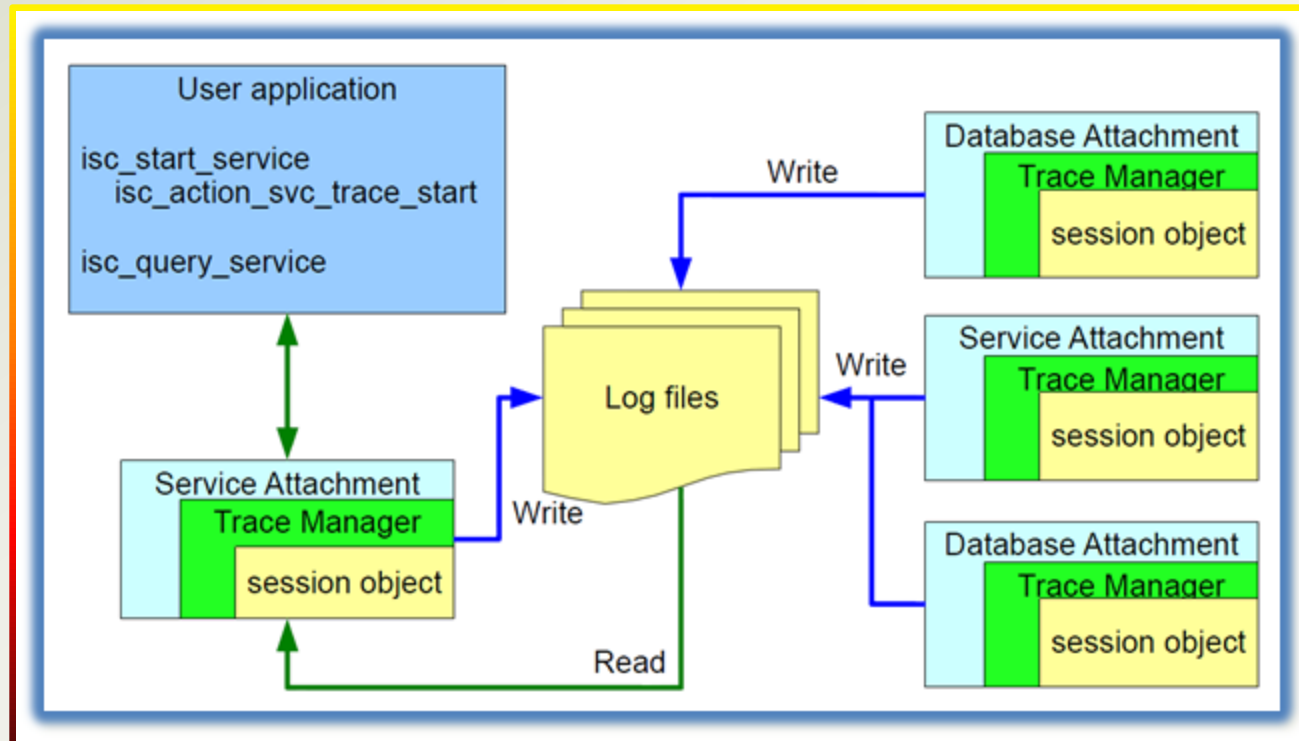 User application
isc_start_service
isc_action_svc_trace_start
isc_query_service
Service Attachment
Trace Manager
session object
Write
Log files
Read
Write
Write
Database Attachment
Trace Manager
session object
Service Attachment
Trace Manager
session object
Database Attachment
Trace Manager
session object